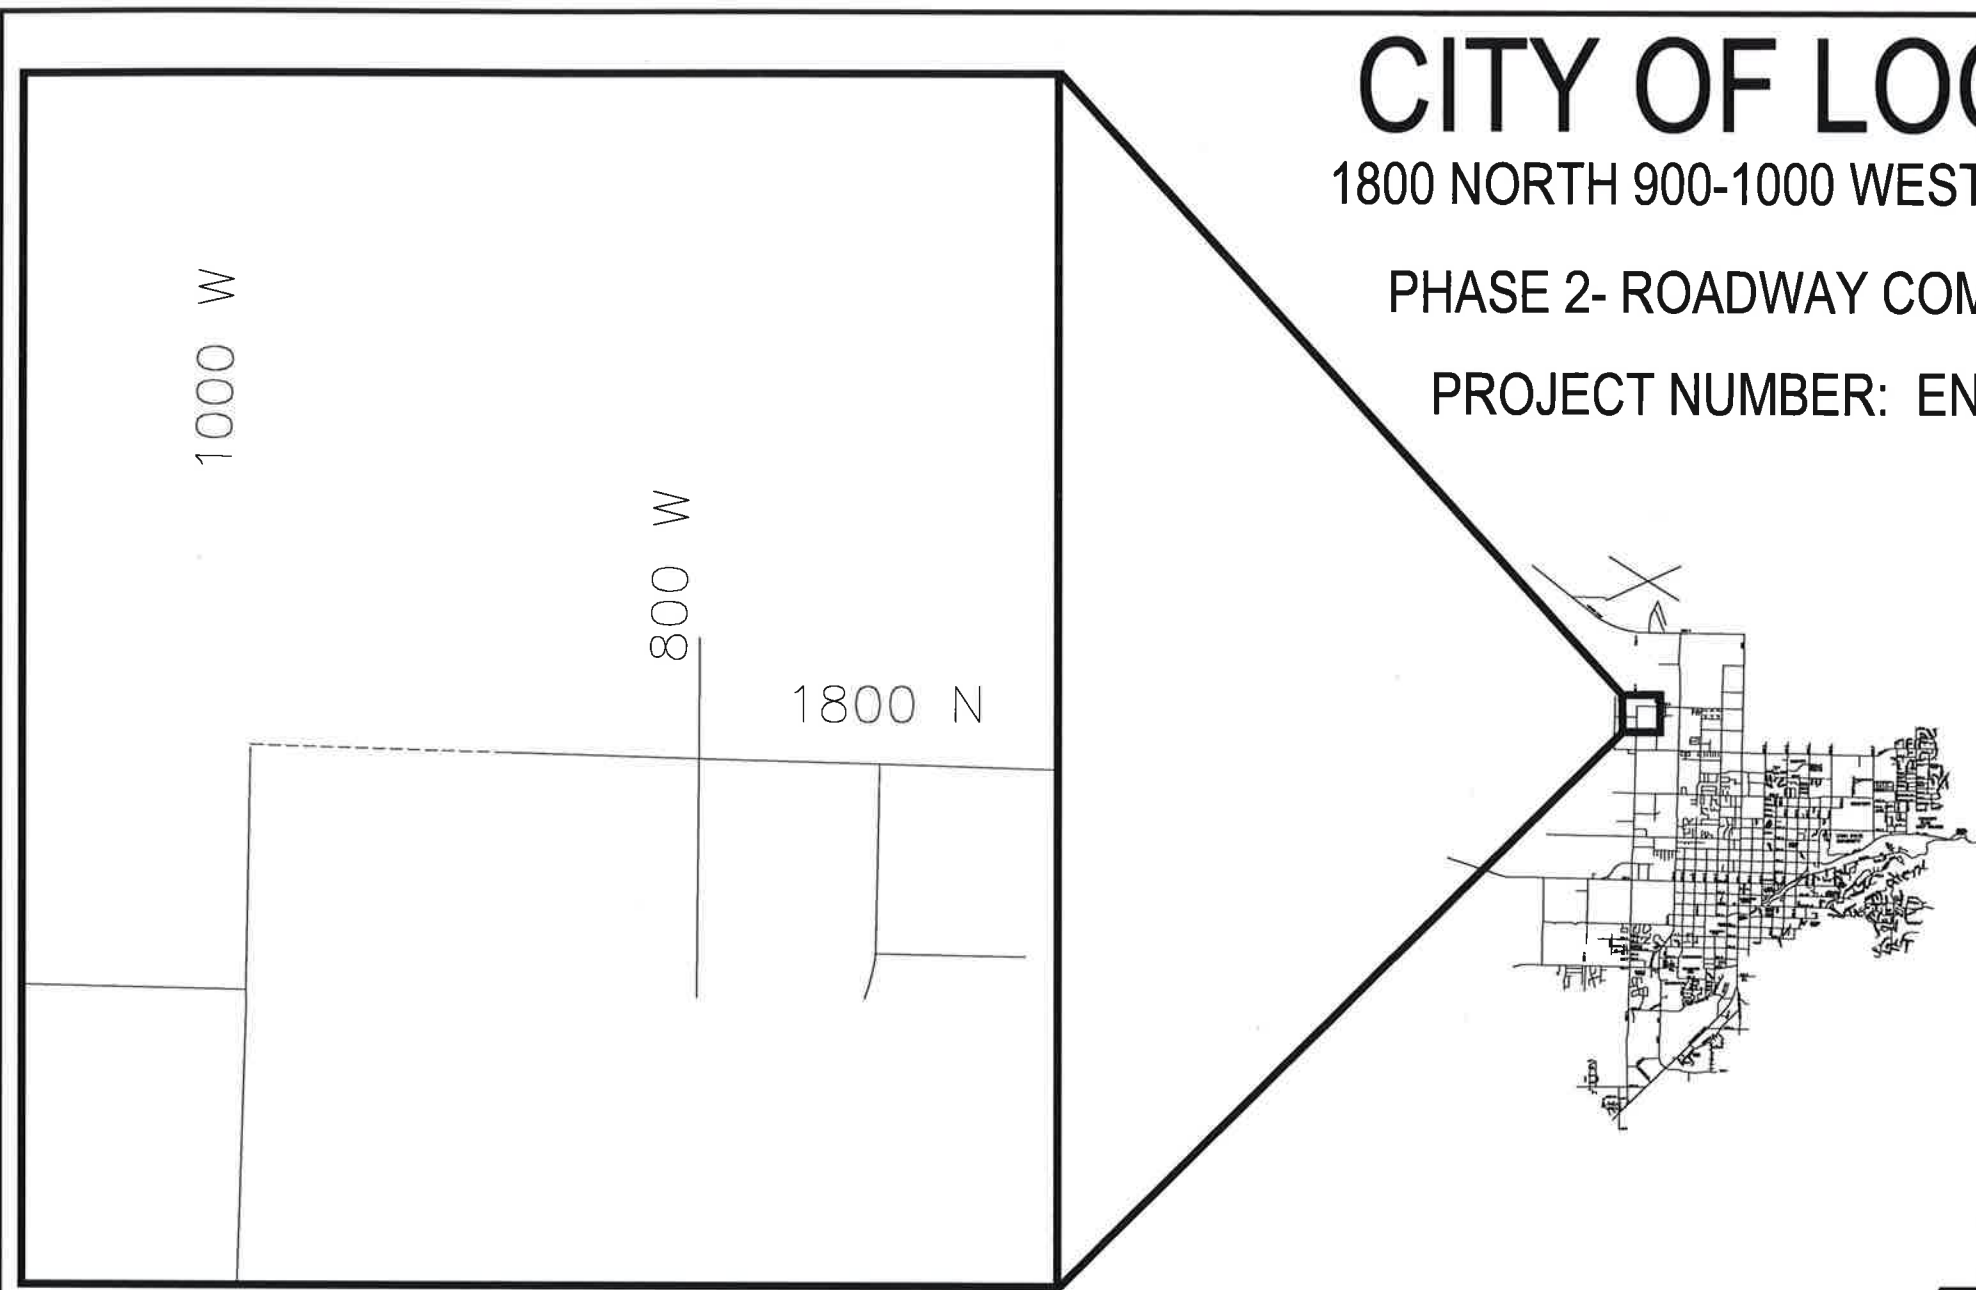 CITY OF LO
1800 NORTH 900-1000 WEST
PHASE 2- ROADWAY COM
PROJECT NUMBER: EN
1000 W
800 W
1800 N